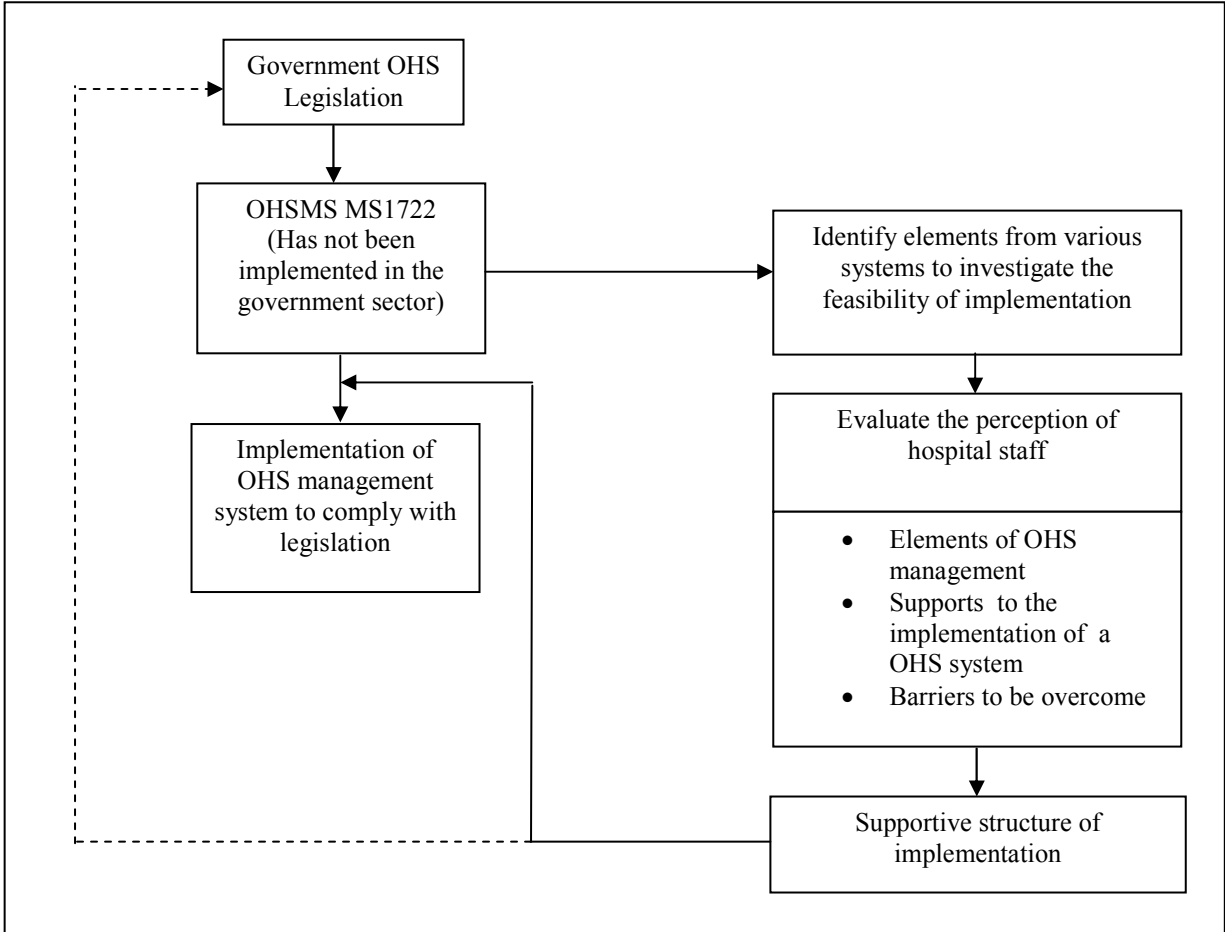 Government OHS
Legislation
OHSMS MS1722
(Has not been
implemented in the
government sector)
Implementation of
OHS management
system to comply with
legislation
Identify elements from various
systems to investigate the
feasibility of implementation
Evaluate the perception of
hospital staff
• Elements of OHS
management
• Supports to the
implementation of a
OHS system
• Barriers to be overcome
Supportive structure of
implementation